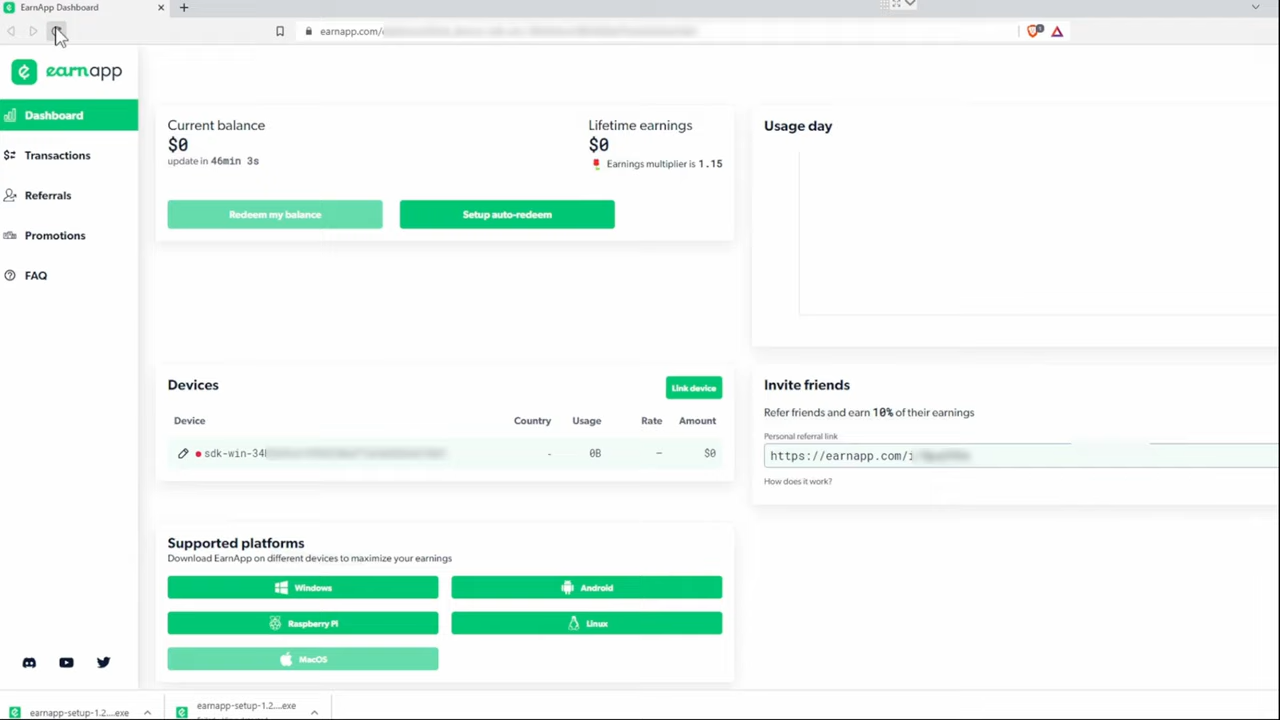 EarnApp Dashboard
earnapp.com/
earnapp
Dashboard
Transactions
Referrals
Promotions
FAQ
Current balance
$0
update in 46min 3s
Lifetime earnings
$0
Earnings multiplier is 1.15
Redeem my balance
Setup auto-redeem
Usage day
Devices
Link device
Device Country Usage Rate Amount
sdk-win-34 - 0B — $0
Invite friends
Refer friends and earn 10% of their earnings
Personal referral link
https://earnapp.com/i
How does it work?
Supported platforms
Download EarnApp on different devices to maximize your earnings
Windows
Android
Raspberry Pi
Linux
MacOS
earnapp-setup-1.2....exe
earnapp-setup-1.2....exe